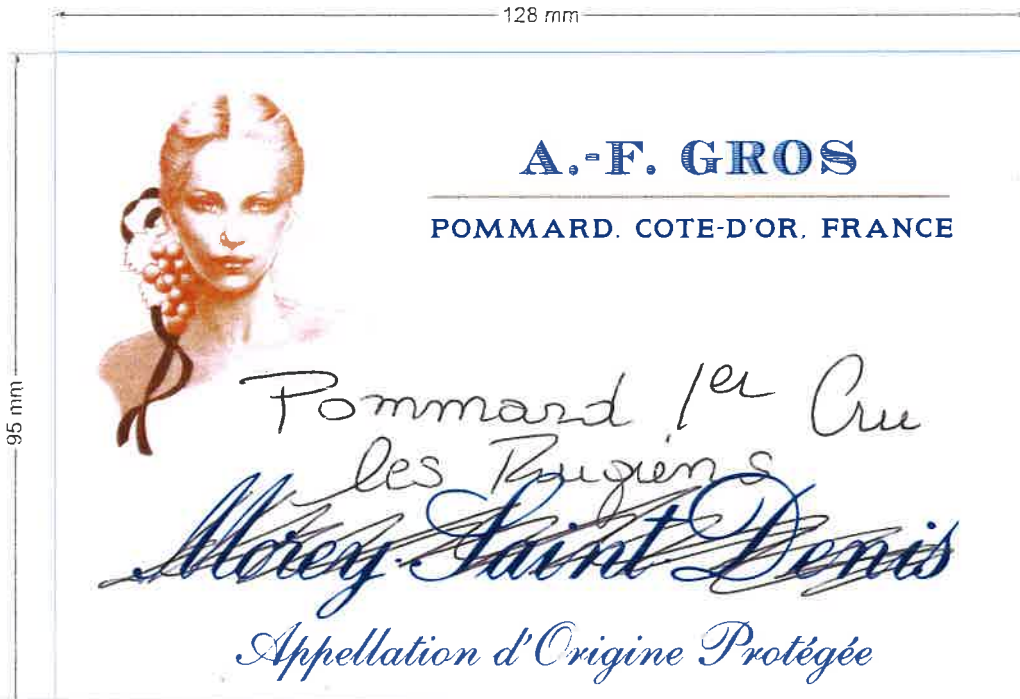 128 mm
95 mm
A.-F. GROS
POMMARD. COTE-D'OR, FRANCE
Pommard 1er Cru
les Rugiens
Morey-Saint-Denis
Appellation d'Origine Protégée